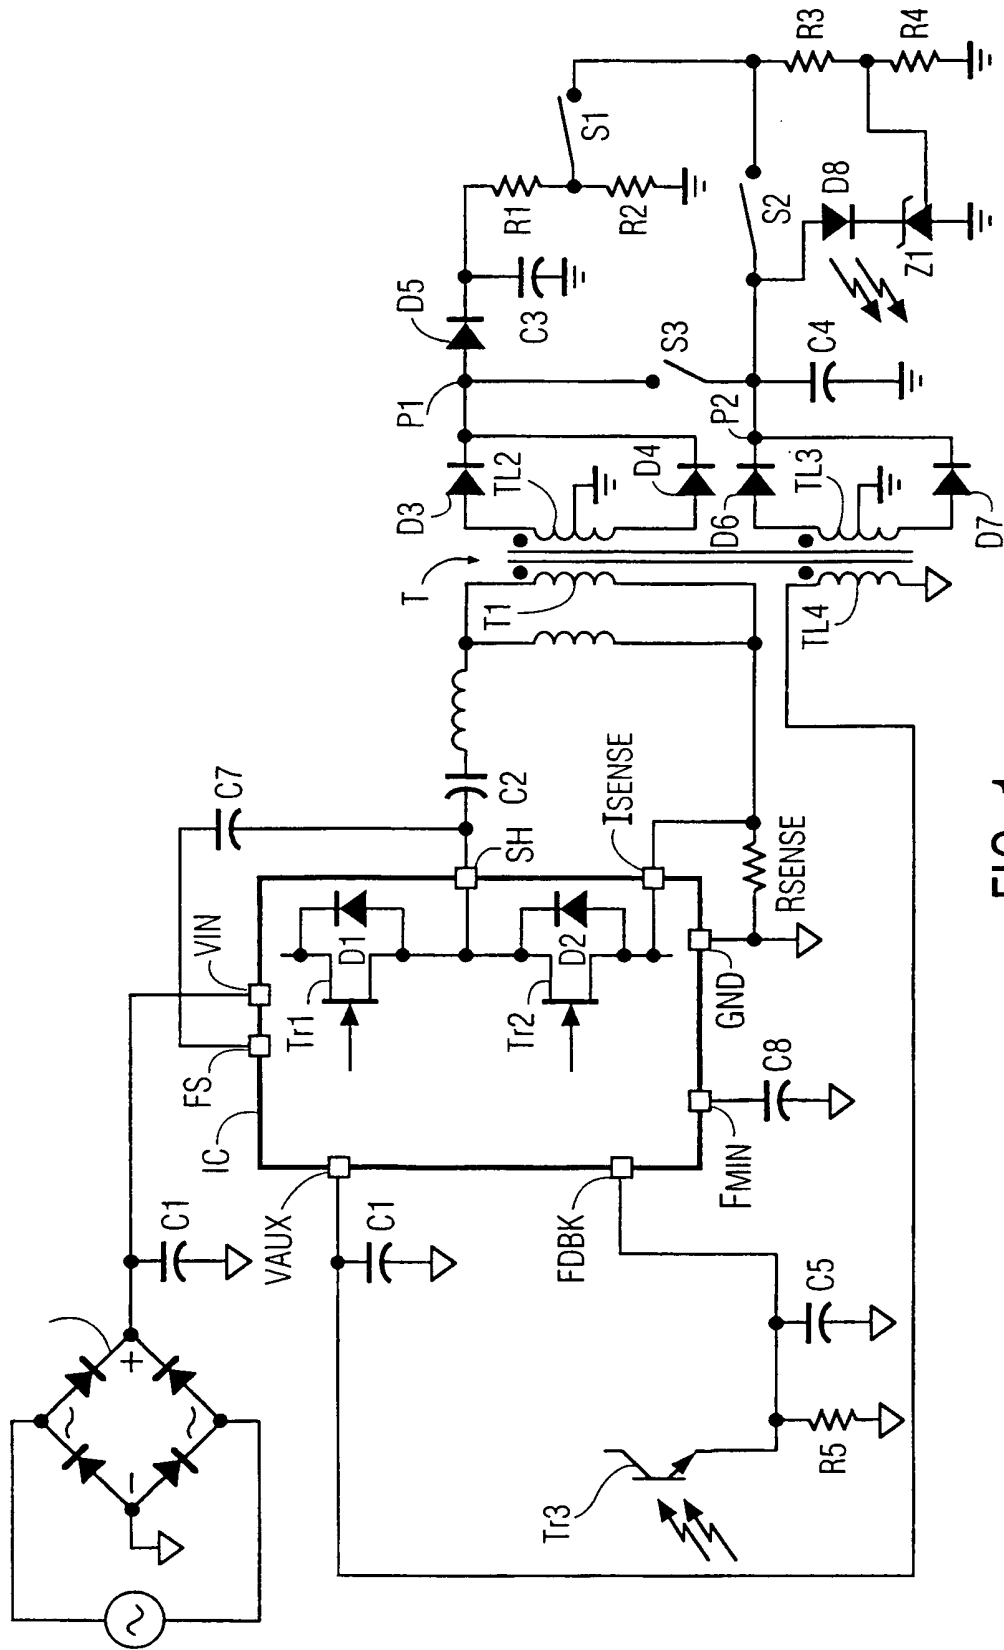 C1
VIN
FS
IC
C7
Tr1
D1
Tr2
D2
SH
C2
ISENSE
RSENSE
GND
FMIN
C8
VAUX
C1
FDBK
C5
R5
Tr3
T
T1
TL2
TL3
TL4
D3
D4
D6
D7
P1
P2
D5
C3
R1
R2
S1
S3
S2
C4
D8
Z1
R3
R4
+
-
~
~
~